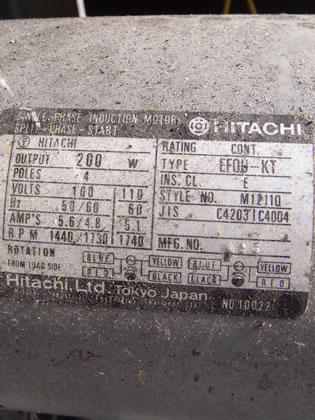 SINGLE-PHASE INDUCTION MOTOR
SPLIT-PHASE-START
HITACHI
HITACHI
OUTPUT 200 W
POLES 4
VOLTS 100 110
Hz 50/60 60
AMP'S 5.6/4.8 5.1
RPM 1440/1730 1740
ROTATION
FROM LOAD SIDE
BLUE YELLOW BLUE YELLOW
RED BLACK BLACK RED
RATING CONT.
TYPE KT
INS. CL E
STYLE NO. M12110
JIS C4203 C4004
MFG. NO.
Hitachi, Ltd. Tokyo Japan
NO 10022